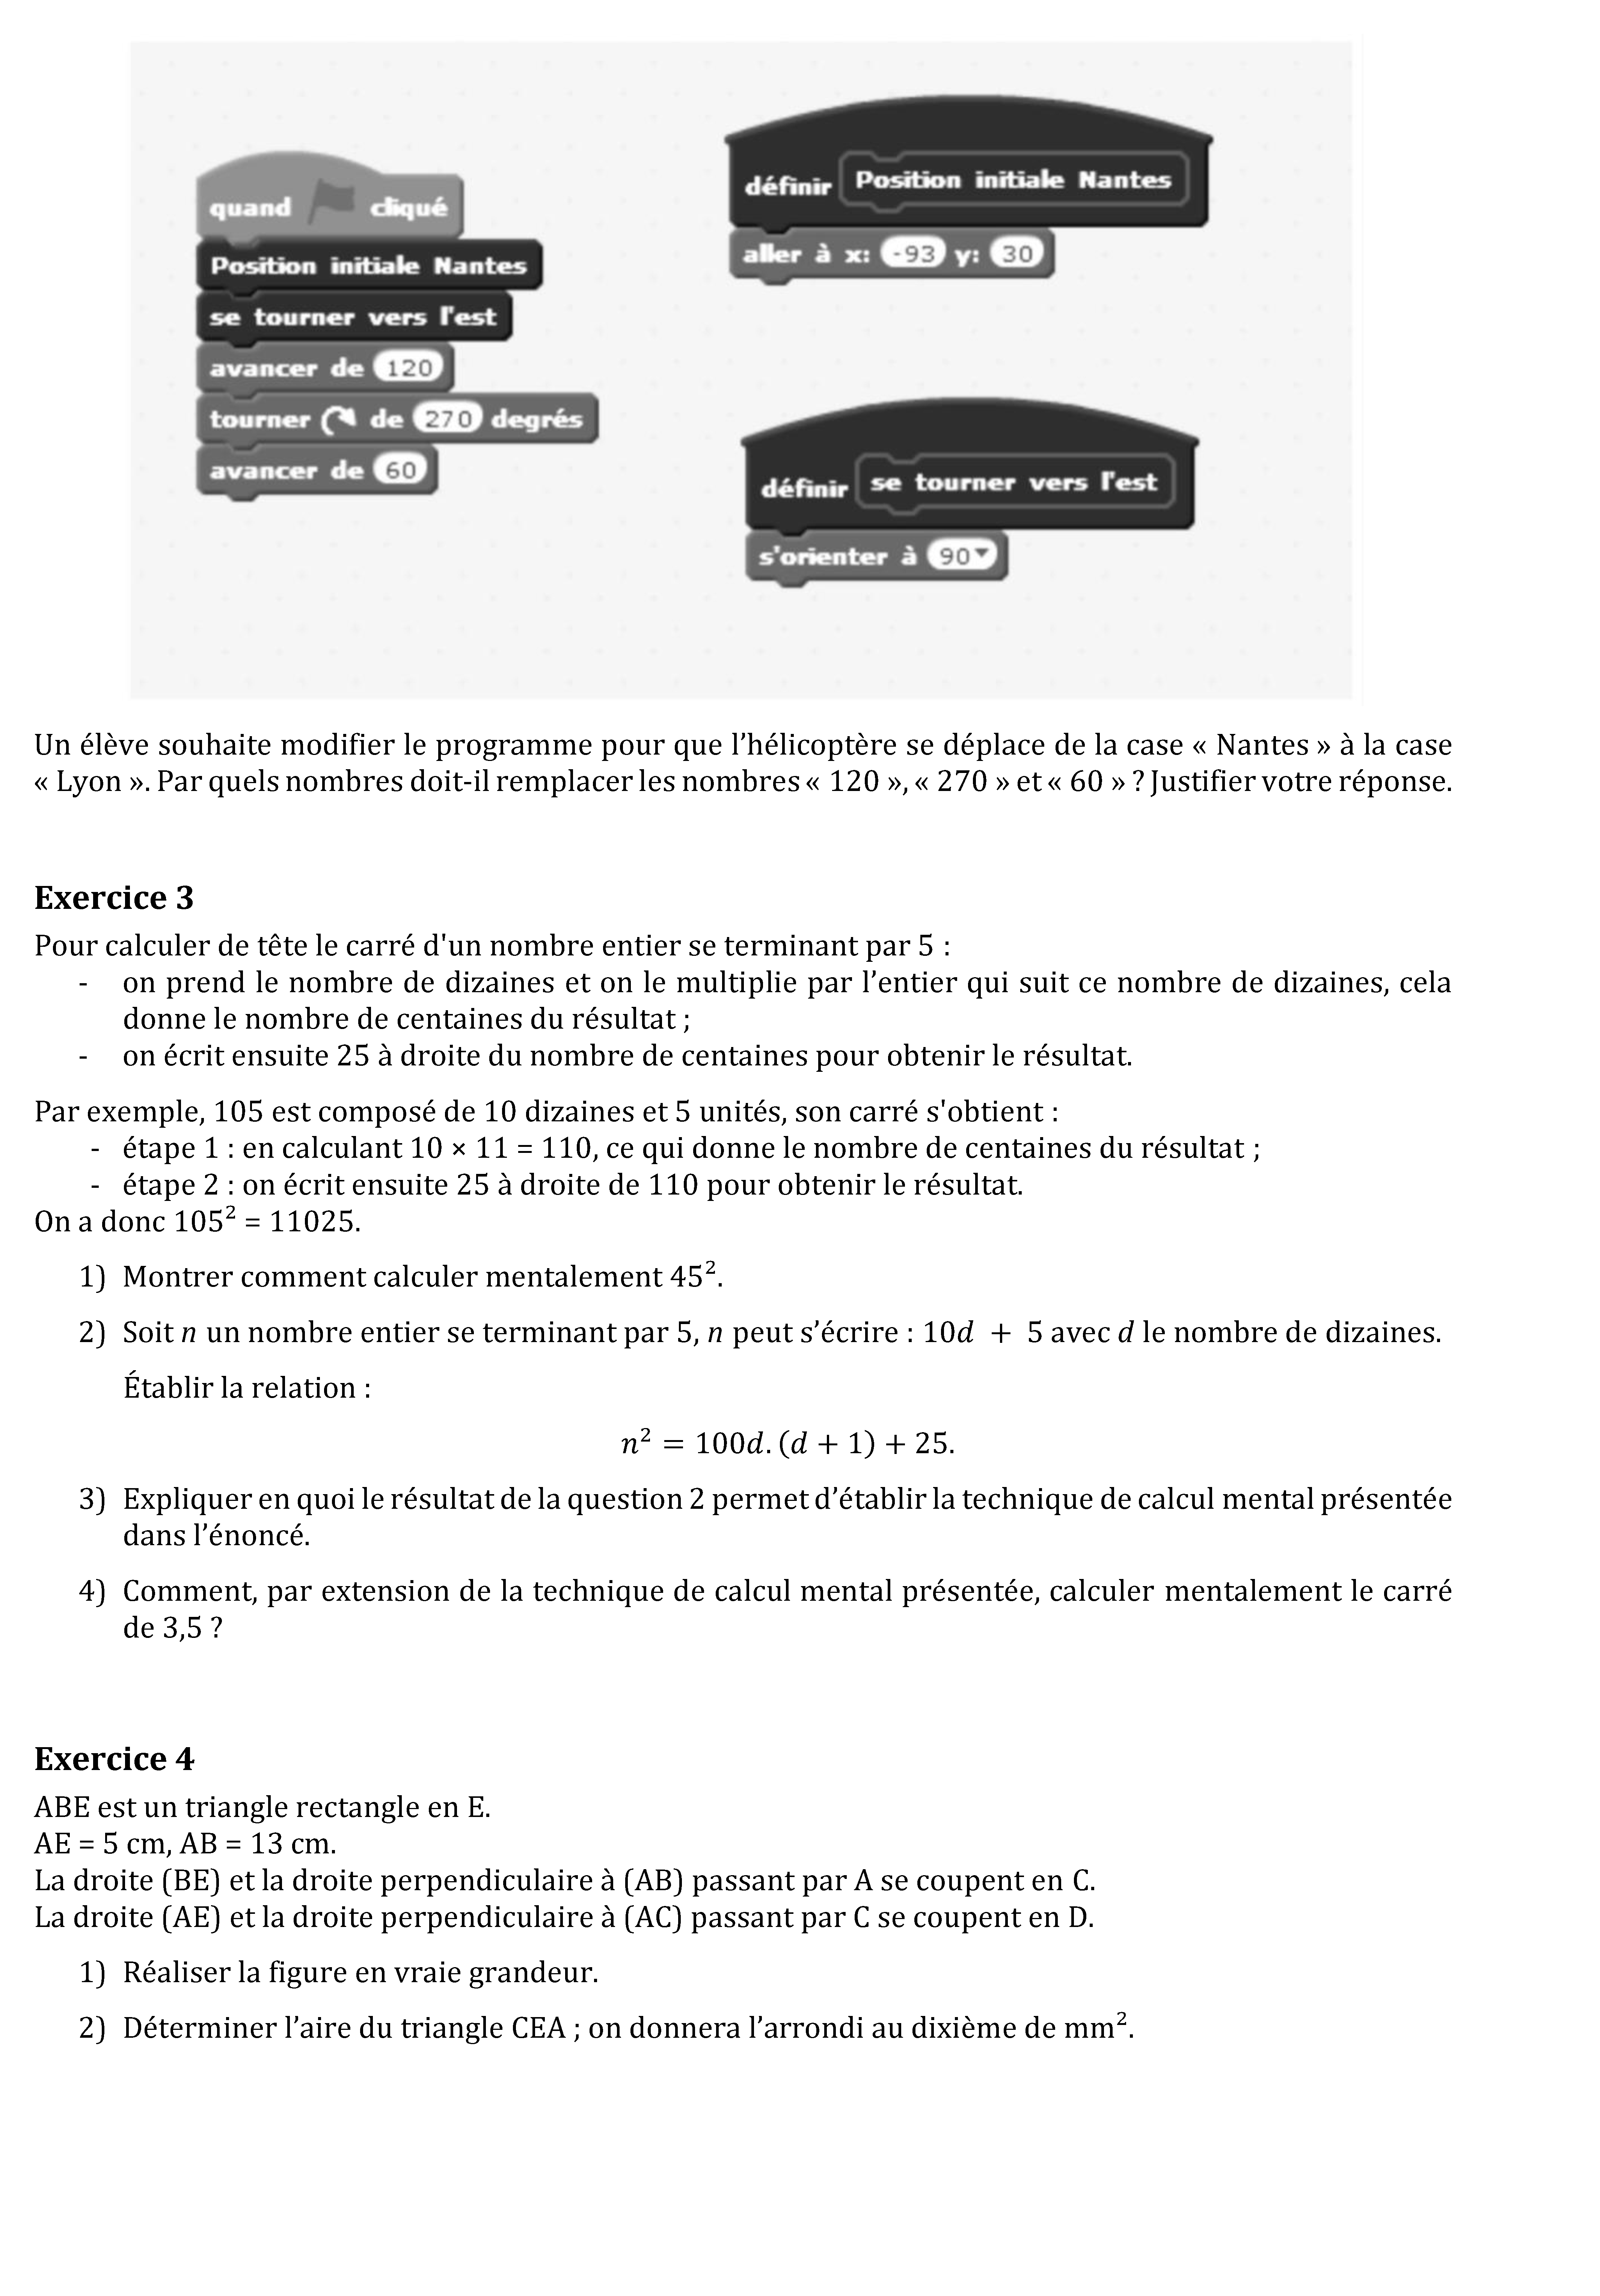 quand cliqué
Position initiale Nantes
se tourner vers l'est
avancer de 120
tourner de 270 degrés
avancer de 60
définir Position initiale Nantes
aller à x: -93 y: 30
définir se tourner vers l'est
s'orienter à 90
Un élève souhaite modifier le programme pour que l’hélicoptère se déplace de la case « Nantes » à la case
« Lyon ». Par quels nombres doit-il remplacer les nombres « 120 », « 270 » et « 60 » ? Justifier votre réponse.
Exercice 3
Pour calculer de tête le carré d'un nombre entier se terminant par 5 :
- on prend le nombre de dizaines et on le multiplie par l’entier qui suit ce nombre de dizaines, cela
donne le nombre de centaines du résultat ;
- on écrit ensuite 25 à droite du nombre de centaines pour obtenir le résultat.
Par exemple, 105 est composé de 10 dizaines et 5 unités, son carré s'obtient :
- étape 1 : en calculant 10 × 11 = 110, ce qui donne le nombre de centaines du résultat ;
- étape 2 : on écrit ensuite 25 à droite de 110 pour obtenir le résultat.
On a donc 105² = 11025.
1) Montrer comment calculer mentalement 45².
2) Soit n un nombre entier se terminant par 5, n peut s’écrire : 10d + 5 avec d le nombre de dizaines.
Établir la relation :
n² = 100d. (d + 1) + 25.
3) Expliquer en quoi le résultat de la question 2 permet d’établir la technique de calcul mental présentée
dans l’énoncé.
4) Comment, par extension de la technique de calcul mental présentée, calculer mentalement le carré
de 3,5 ?
Exercice 4
ABE est un triangle rectangle en E.
AE = 5 cm, AB = 13 cm.
La droite (BE) et la droite perpendiculaire à (AB) passant par A se coupent en C.
La droite (AE) et la droite perpendiculaire à (AC) passant par C se coupent en D.
1) Réaliser la figure en vraie grandeur.
2) Déterminer l’aire du triangle CEA ; on donnera l’arrondi au dixième de mm².